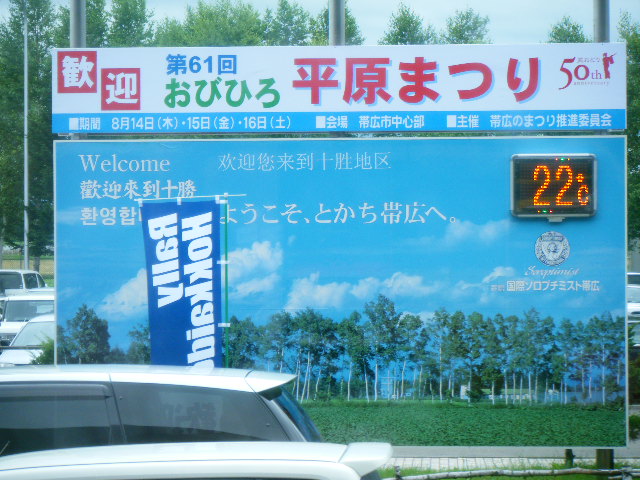 歓迎
第61回
おびひろ
平原まつり
50th
■期間 8月14日(木)・15日(金)・16日(土) ■会場 帯広市中心部 ■主催 帯広のまつり推進委員会
Welcome 欢迎您来到十胜地区
歡迎來到十勝
환영합
ようこそ、とかち帯広へ。
22℃
Soroptimist
国際ソロプチミスト帯広
Rally
Hokkaido